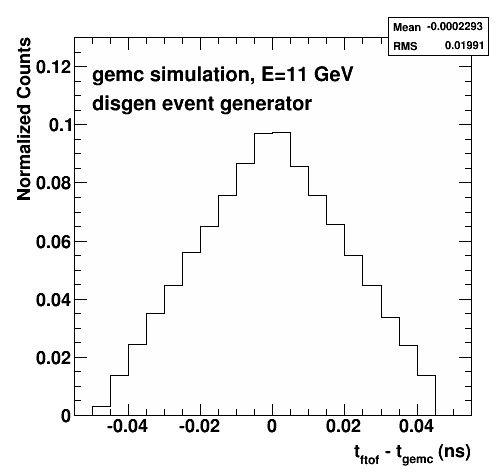 Mean -0.0002293
RMS 0.01991
gemc simulation, E=11 GeV
disgen event generator
Normalized Counts
0.12
0.1
0.08
0.06
0.04
0.02
0
-0.04 -0.02 0 0.02 0.04
t_ftof - t_gemc (ns)